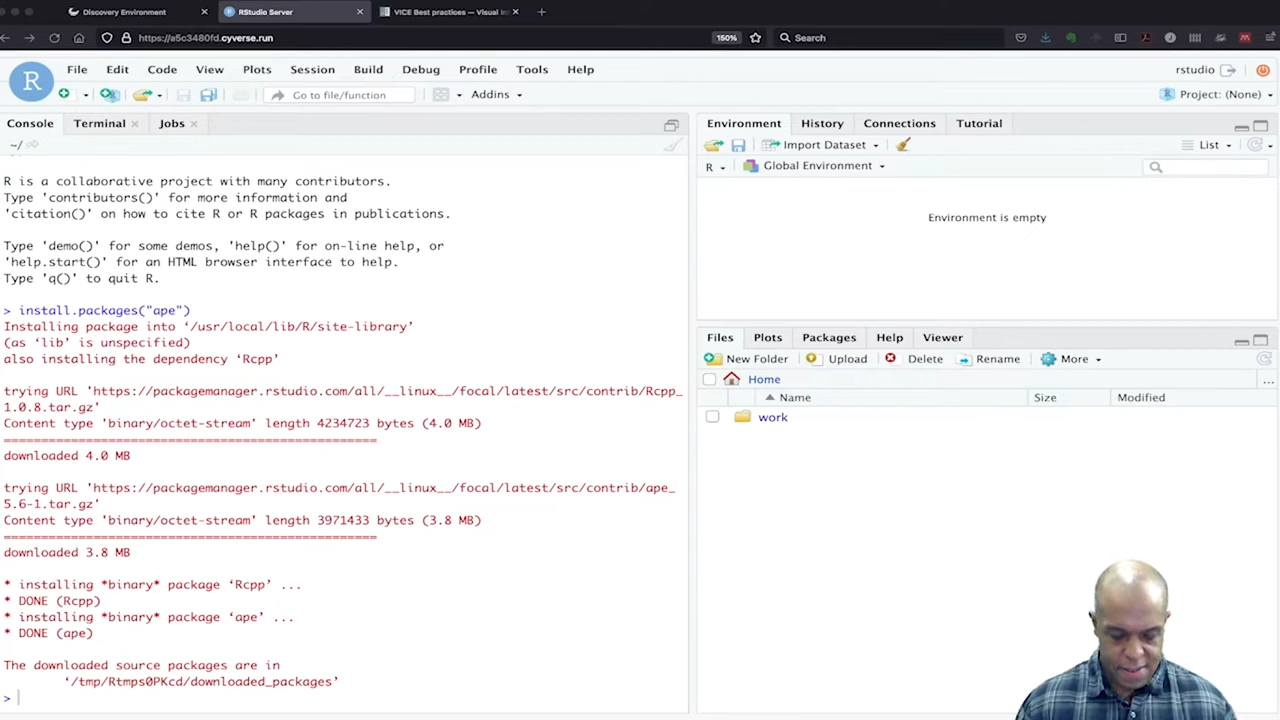 Discovery Environment
RStudio Server
VICE Best practices — Visual In
https://a5c3480fd.cyverse.run
150%
Search
R
File Edit Code View Plots Session Build Debug Profile Tools Help
rstudio
Go to file/function
Addins
Project: (None)
Console Terminal Jobs
~/
R is a collaborative project with many contributors.
Type 'contributors()' for more information and
'citation()' on how to cite R or R packages in publications.
Type 'demo()' for some demos, 'help()' for on-line help, or
'help.start()' for an HTML browser interface to help.
Type 'q()' to quit R.
> install.packages("ape")
Installing package into ‘/usr/local/lib/R/site-library’
(as ‘lib’ is unspecified)
also installing the dependency ‘Rcpp’
trying URL 'https://packagemanager.rstudio.com/all/__linux__/focal/latest/src/contrib/Rcpp_
1.0.8.tar.gz'
Content type 'binary/octet-stream' length 4234723 bytes (4.0 MB)
==================================================
downloaded 4.0 MB
trying URL 'https://packagemanager.rstudio.com/all/__linux__/focal/latest/src/contrib/ape_
5.6-1.tar.gz'
Content type 'binary/octet-stream' length 3971433 bytes (3.8 MB)
==================================================
downloaded 3.8 MB
* installing *binary* package ‘Rcpp’ ...
* DONE (Rcpp)
* installing *binary* package ‘ape’ ...
* DONE (ape)
The downloaded source packages are in
‘/tmp/Rtmps0PKcd/downloaded_packages’
>
Environment History Connections Tutorial
Import Dataset
List
R
Global Environment
Environment is empty
Files Plots Packages Help Viewer
New Folder Upload Delete Rename More
Home
...
Name Size Modified
work